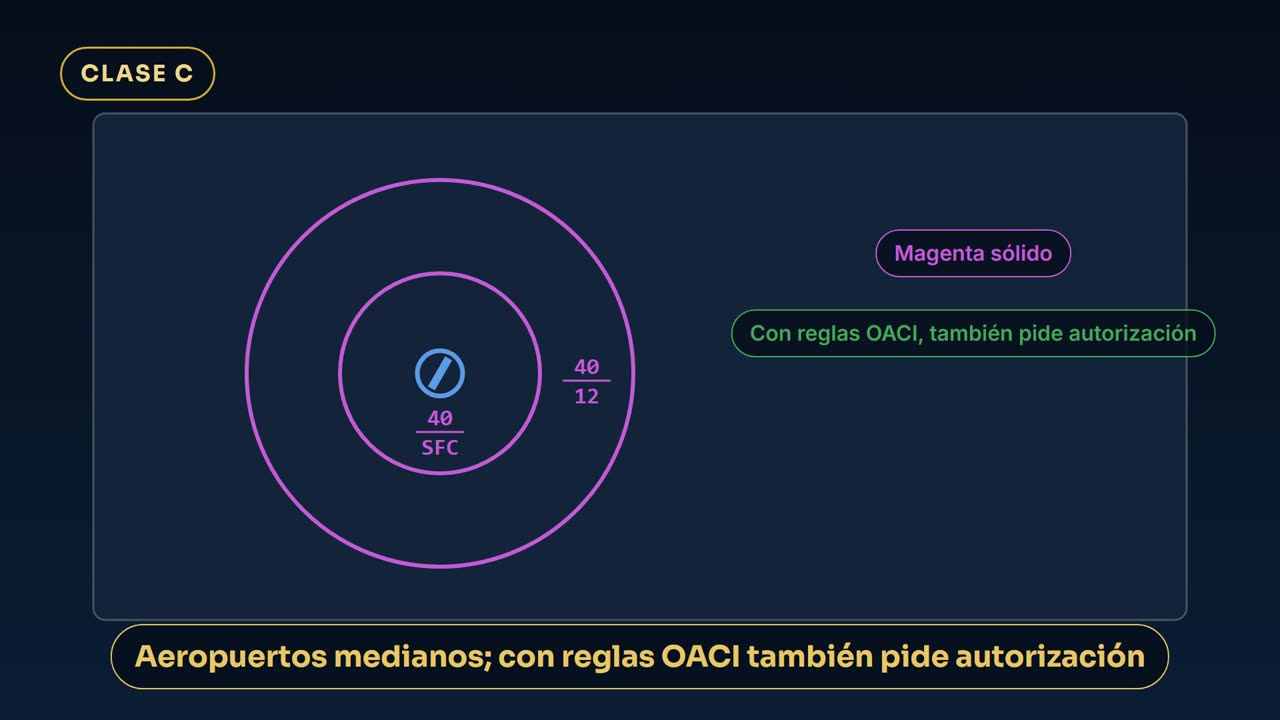 CLASE C
Magenta sólido
Con reglas OACI, también pide autorización
40
12
40
SFC
Aeropuertos medianos; con reglas OACI también pide autorización